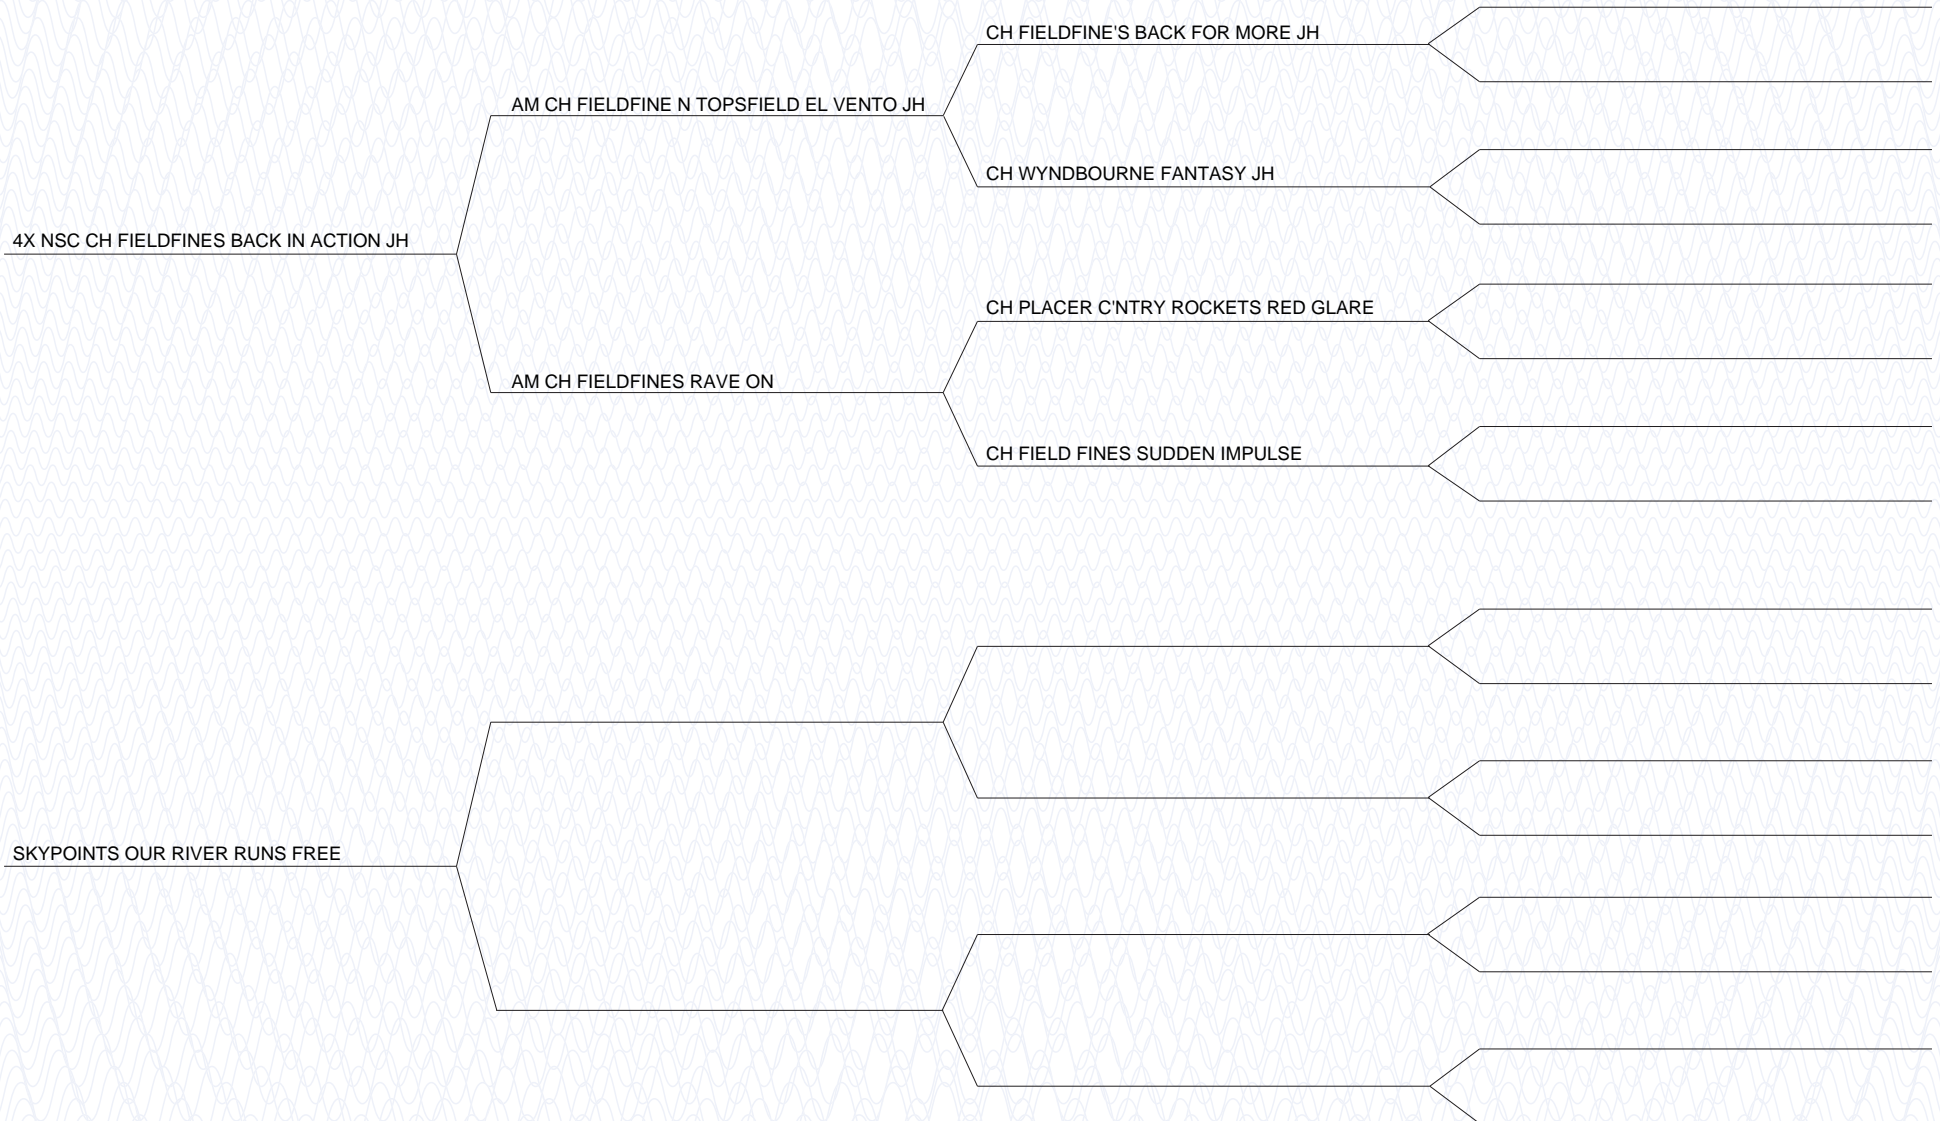 CH FIELDFINE'S BACK FOR MORE JH
AM CH FIELDFINE N TOPSFIELD EL VENTO JH
CH WYNDBOURNE FANTASY JH
4X NSC CH FIELDFINES BACK IN ACTION JH
CH PLACER C'NTRY ROCKETS RED GLARE
AM CH FIELDFINES RAVE ON
CH FIELD FINES SUDDEN IMPULSE
SKYPOINTS OUR RIVER RUNS FREE